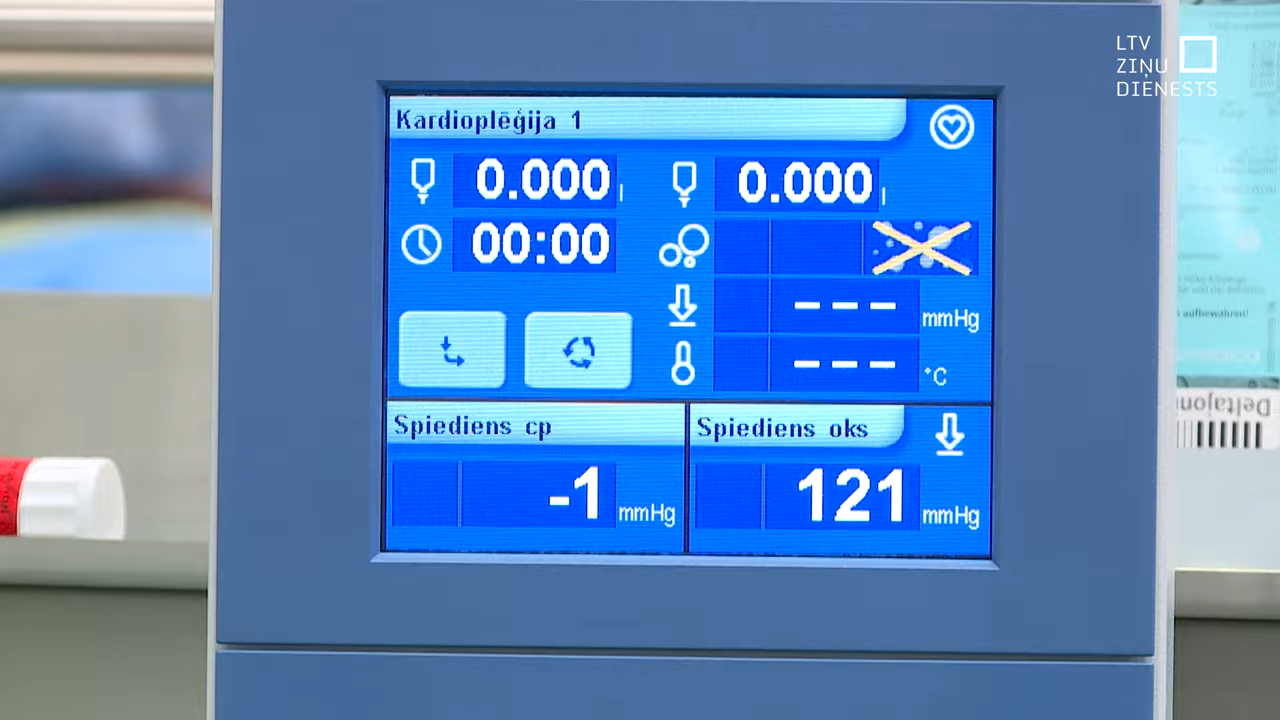 LTV
ZIŅU
DIENESTS
Kardioplēģija 1
0.000 l
0.000 l
00:00
--- mmHg
--- °C
Spiediens cp
Spiediens oks
-1 mmHg
121 mmHg
aufbewahren!
Deltajon